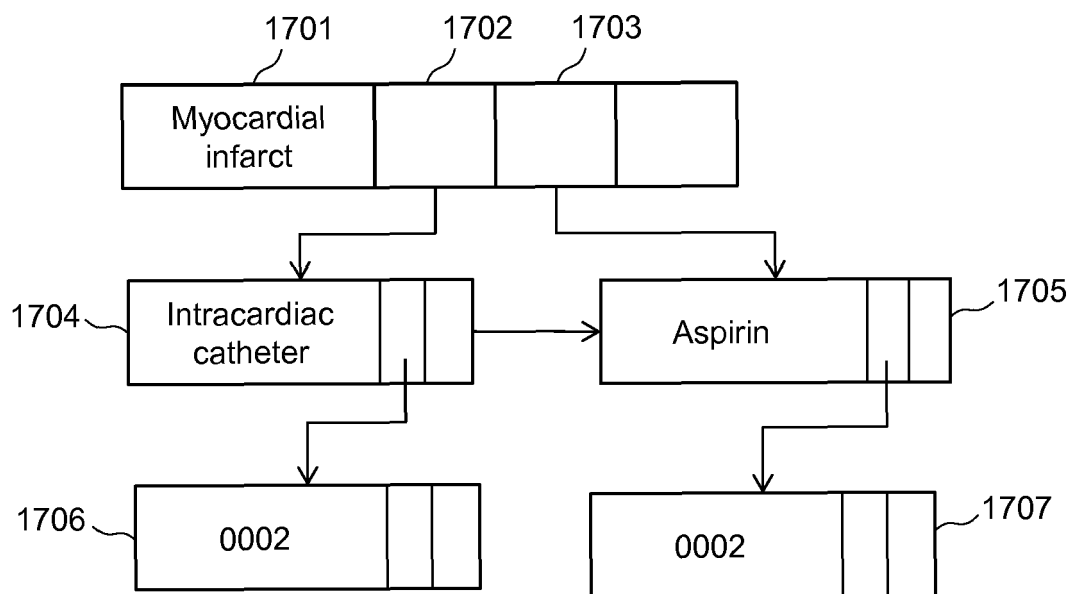 1701 1702 1703
Myocardial
infarct
1704
Intracardiac
catheter
Aspirin
1705
1706
0002
0002
1707